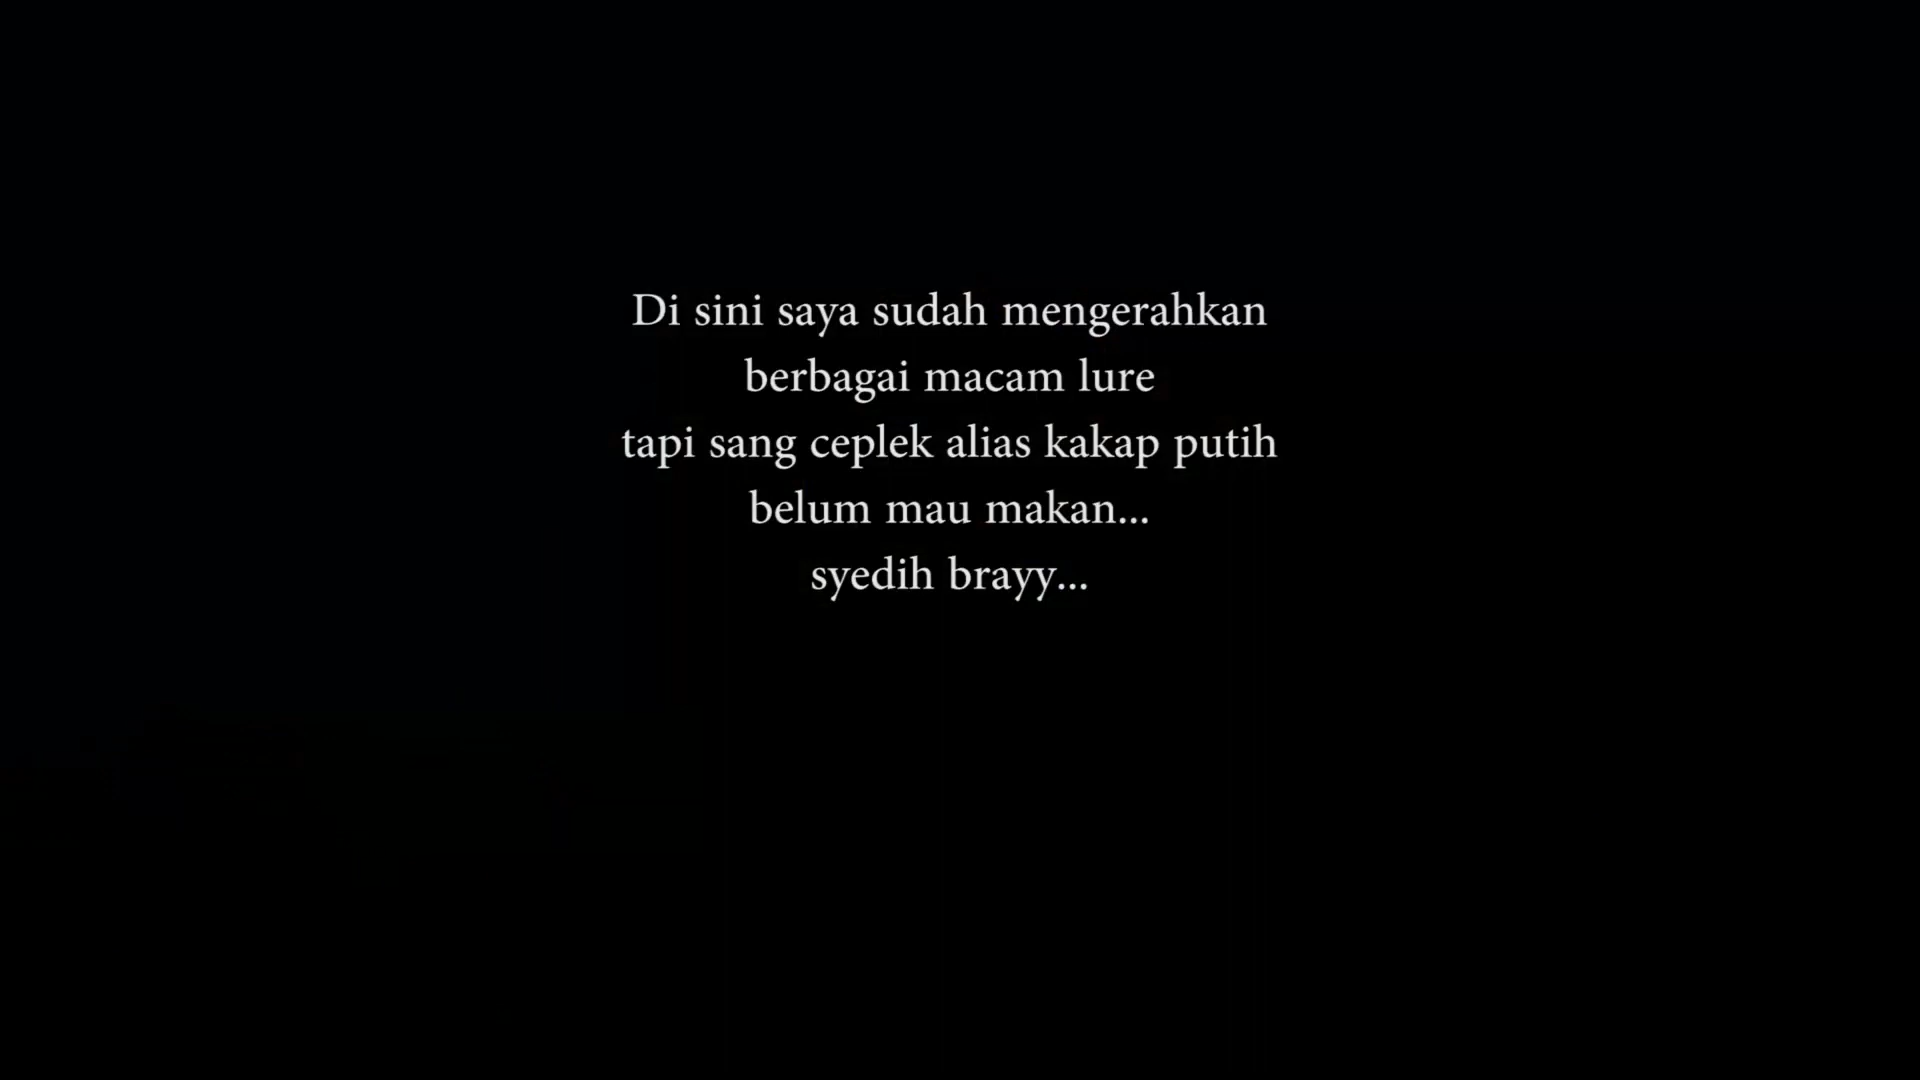 Di sini saya sudah mengerahkan
berbagai macam lure
tapi sang ceplek alias kakap putih
belum mau makan...
syedih brayy...